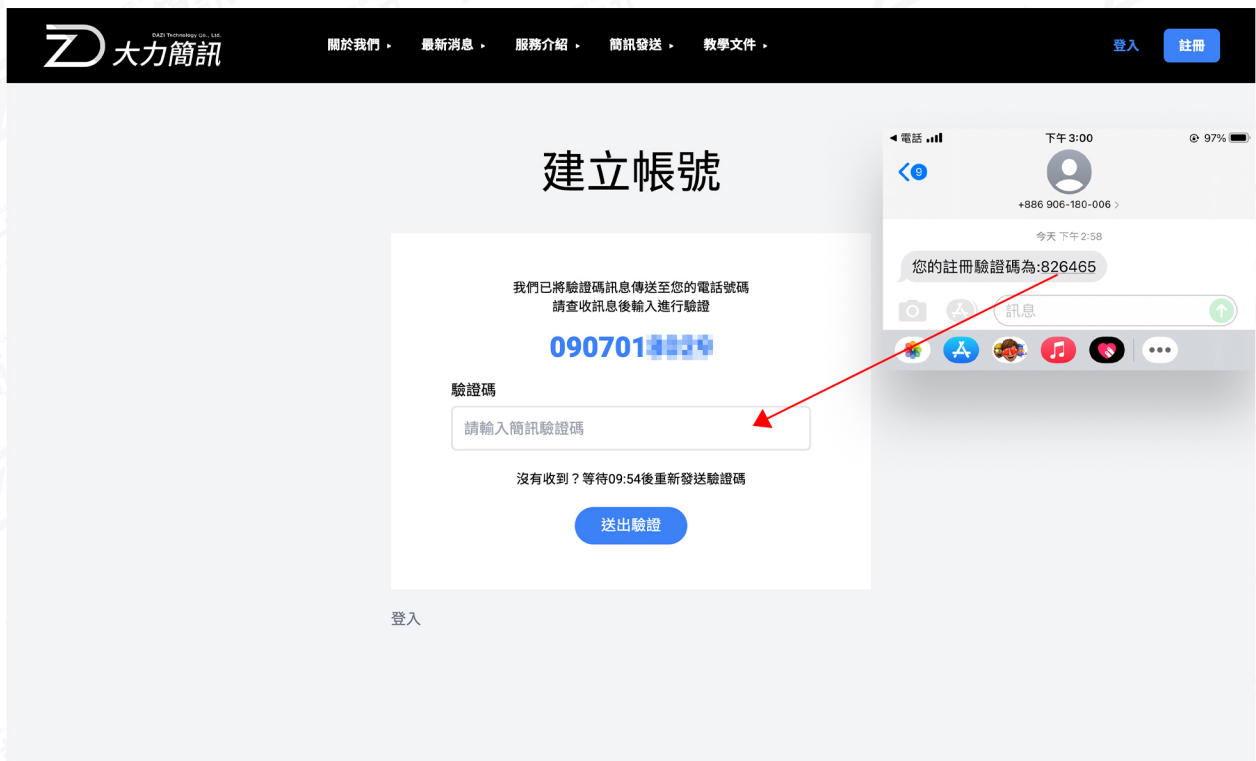 DAZI Technology Co., Ltd.
大力簡訊
關於我們
最新消息
服務介紹
簡訊發送
教學文件
登入
註冊
建立帳號
我們已將驗證碼訊息傳送至您的電話號碼
請查收訊息後輸入進行驗證
090701
驗證碼
請輸入簡訊驗證碼
沒有收到？等待09:54後重新發送驗證碼
送出驗證
登入
電話
下午3:00
97%
9
+886 906-180-006
今天 下午2:58
您的註冊驗證碼為:826465
訊息